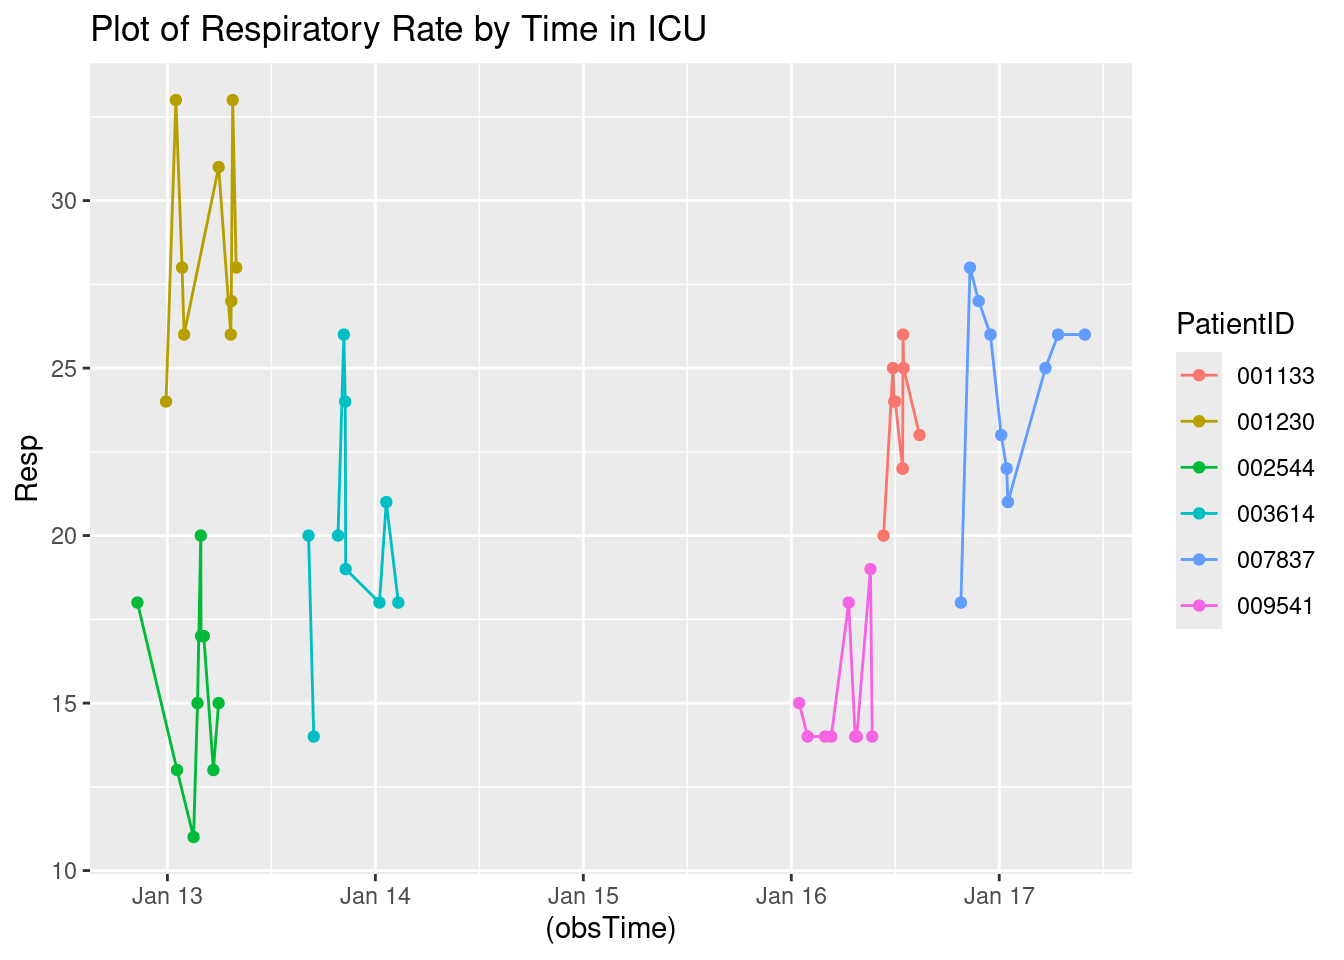 Plot of Respiratory Rate by Time in ICU
30
25
20
15
10
Resp
Jan 13
Jan 14
Jan 15
Jan 16
Jan 17
(obsTime)
PatientID
001133
001230
002544
003614
007837
009541